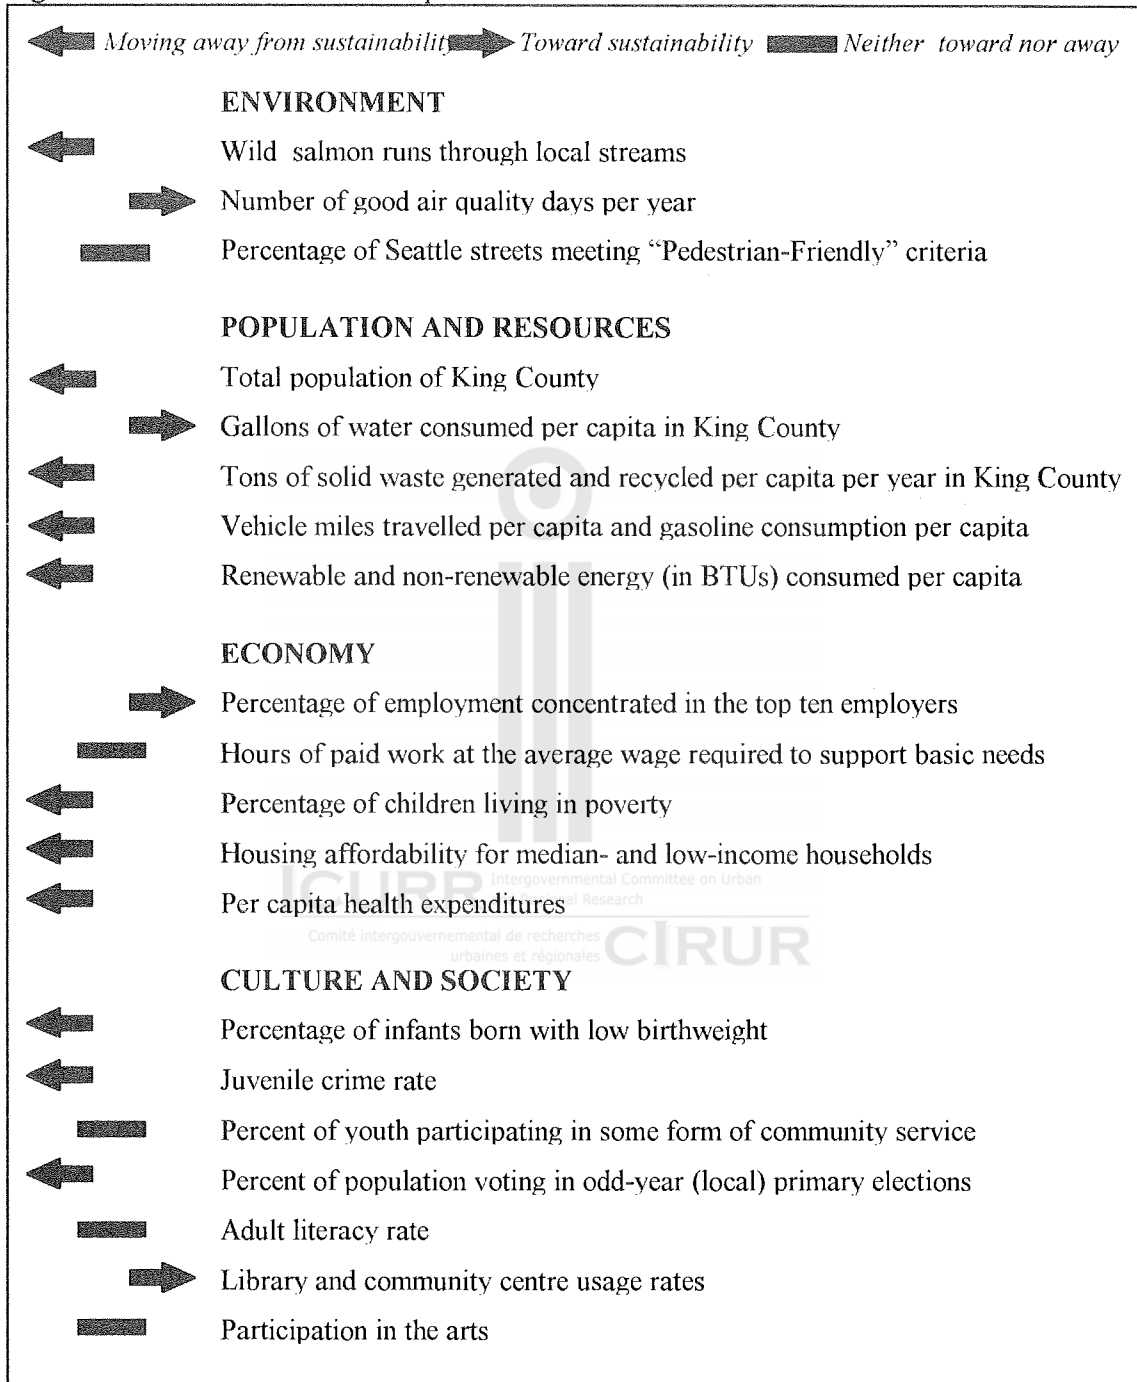 Moving away from sustainability Toward sustainability Neither toward nor away
ENVIRONMENT
Wild salmon runs through local streams
Number of good air quality days per year
Percentage of Seattle streets meeting “Pedestrian-Friendly” criteria
POPULATION AND RESOURCES
Total population of King County
Gallons of water consumed per capita in King County
Tons of solid waste generated and recycled per capita per year in King County
Vehicle miles travelled per capita and gasoline consumption per capita
Renewable and non-renewable energy (in BTUs) consumed per capita
ECONOMY
Percentage of employment concentrated in the top ten employers
Hours of paid work at the average wage required to support basic needs
Percentage of children living in poverty
Housing affordability for median- and low-income households
ICURR Intergovernmental Committee on Urban
Regional Research
Per capita health expenditures
Comité intergouvernemental de recherches
urbaines et régionales CIRUR
CULTURE AND SOCIETY
Percentage of infants born with low birthweight
Juvenile crime rate
Percent of youth participating in some form of community service
Percent of population voting in odd-year (local) primary elections
Adult literacy rate
Library and community centre usage rates
Participation in the arts